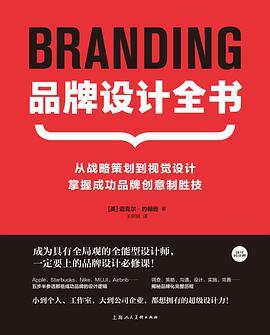 BRANDING
品牌设计全书
从战略策划到视觉设计
掌握成功品牌创意制胜技
[英] 迈克尔·约翰逊 著
王树良 译
成为具有全局观的全能型设计师，
一定要上的品牌设计必修课！
Apple、Starbucks、Nike、MUJI、Airbnb……
五步半参透那些成功品牌的设计逻辑
调查、策略、沟通、设计、实施、完善……
揭秘品牌化完整历程
小到个人、工作室，大到公司企业，都想拥有的超级设计力！
上海人民美术出版社